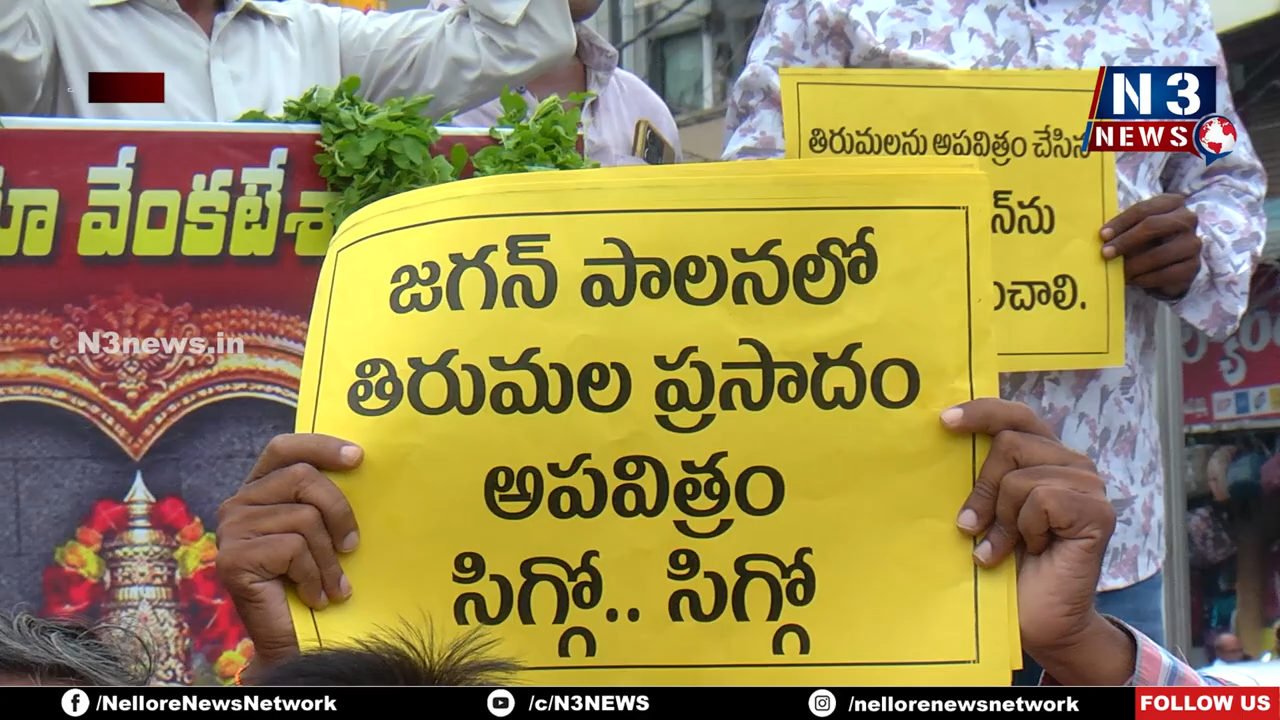 N3
NEWS
తిరుమలను అపవిత్రం చేసిన
వేంకటేశ
N3news.in
జగన్ పాలనలో
తిరుమల ప్రసాదం
అపవిత్రం
సిగ్గో.. సిగ్గో
/NelloreNewsNetwork
/c/N3NEWS
/nellorenewsnetwork
FOLLOW US